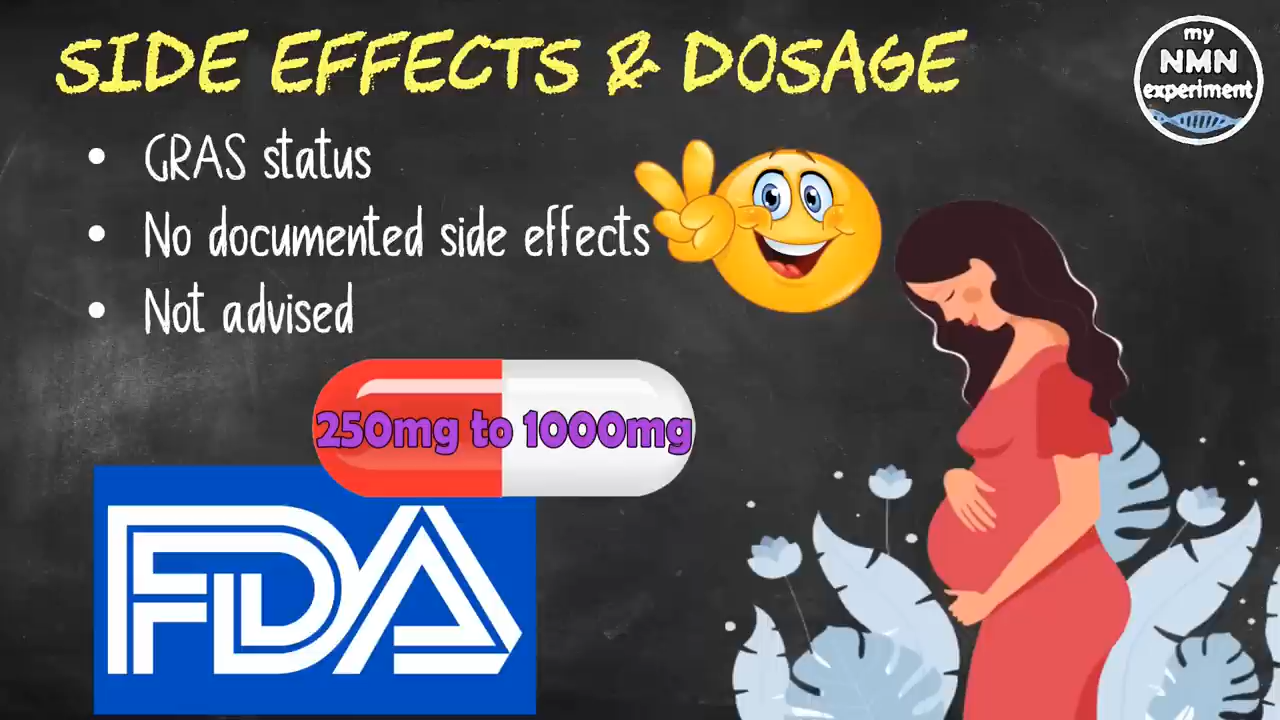 SIDE EFFECTS & DOSAGE
my
NMN
experiment
• GRAS status
• No documented side effects
• Not advised
250mg to 1000mg
FDA